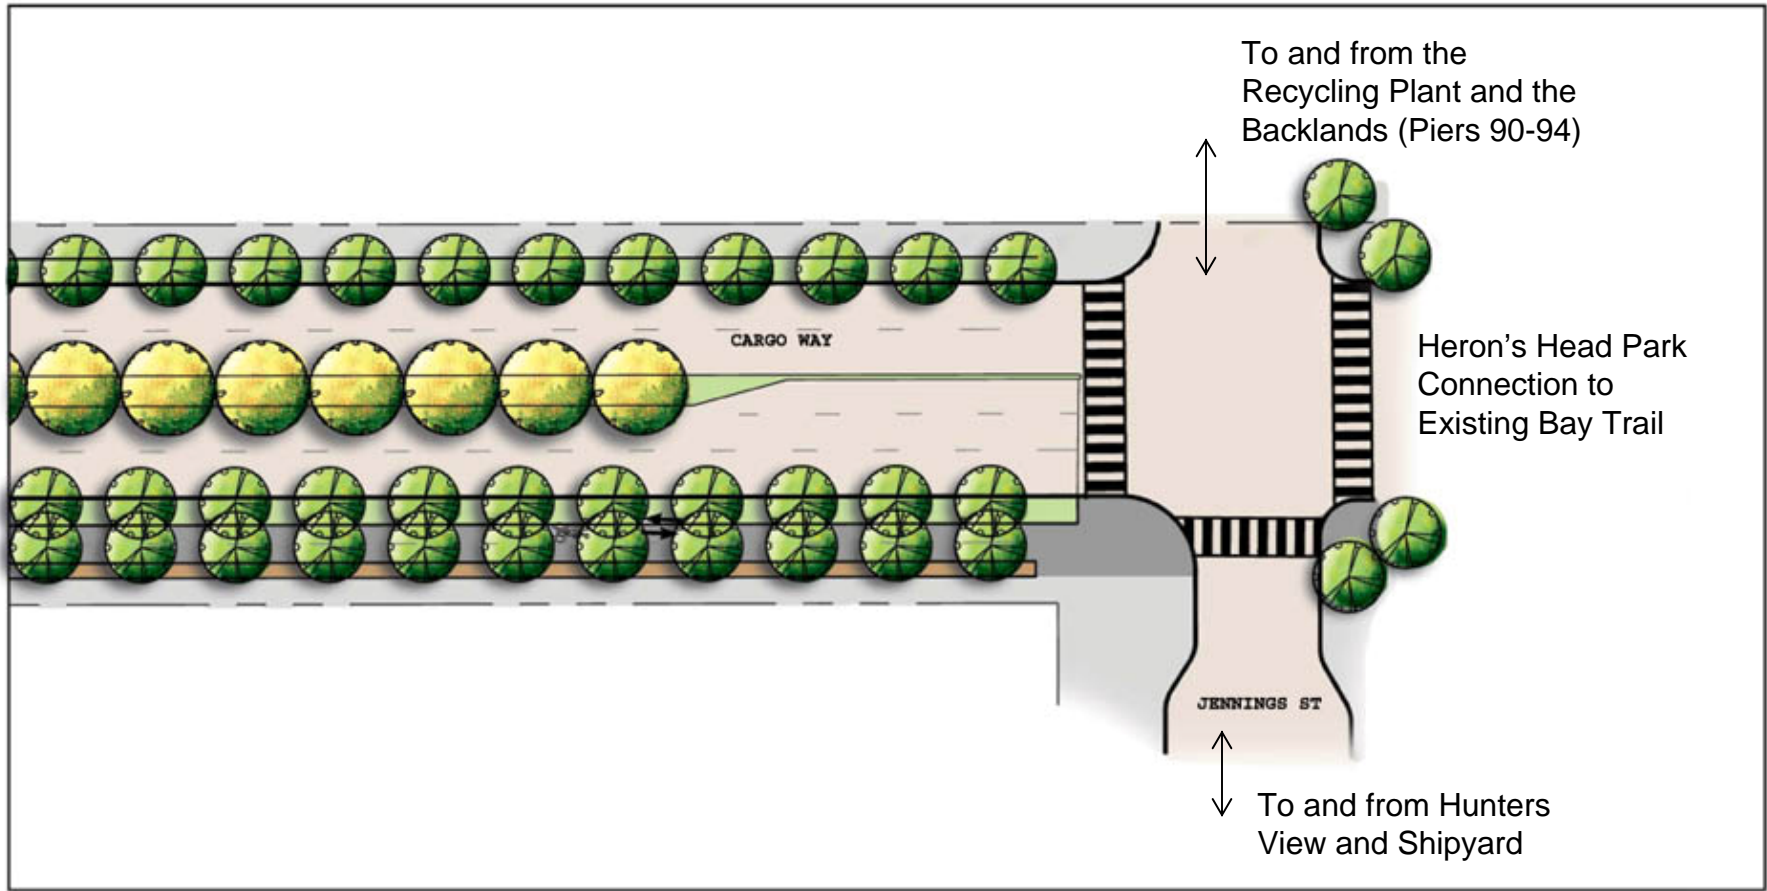 To and from the
Recycling Plant and the
Backlands (Piers 90-94)
CARGO WAY
Heron's Head Park
Connection to
Existing Bay Trail
JENNINGS ST
To and from Hunters
View and Shipyard